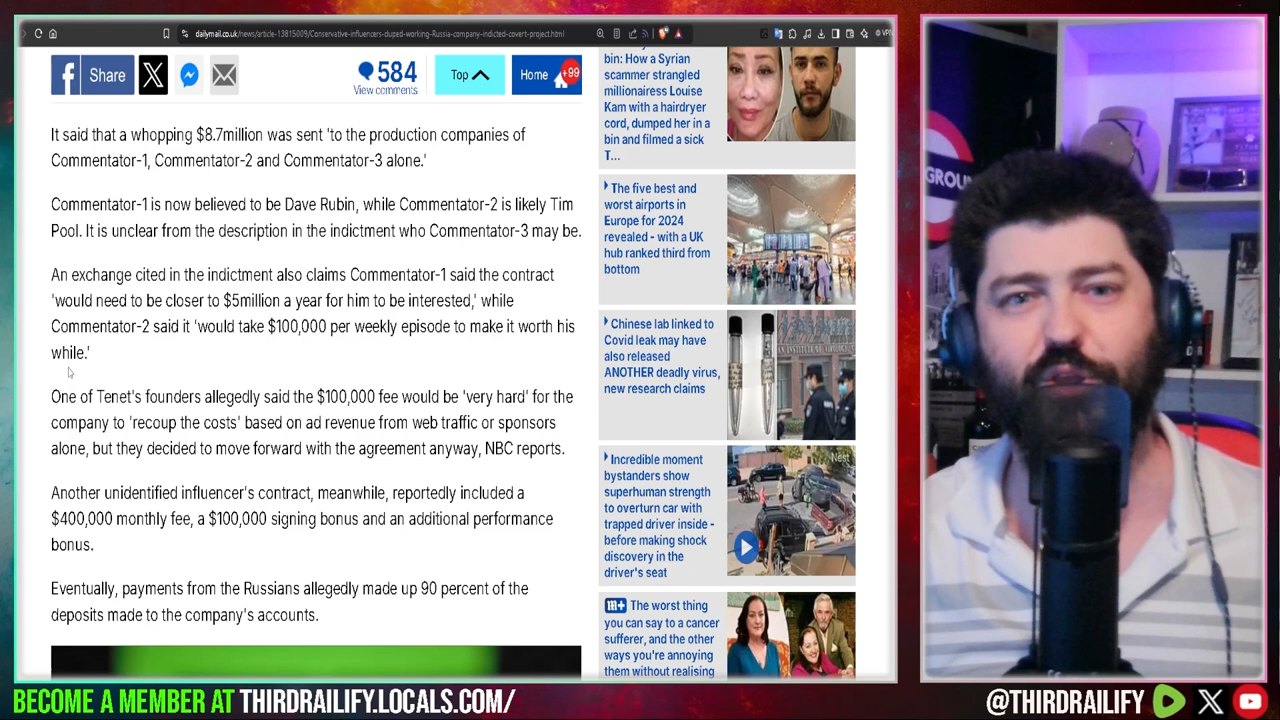 dailymail.co.uk/news/article-13815009/Conservative-influencers-duped-working-Russia-company-indicted-covert-project.html
VPN
Share
584
View comments
Top
Home
+99
It said that a whopping $8.7million was sent 'to the production companies of
Commentator-1, Commentator-2 and Commentator-3 alone.'
Commentator-1 is now believed to be Dave Rubin, while Commentator-2 is likely Tim
Pool. It is unclear from the description in the indictment who Commentator-3 may be.
An exchange cited in the indictment also claims Commentator-1 said the contract
'would need to be closer to $5million a year for him to be interested,' while
Commentator-2 said it 'would take $100,000 per weekly episode to make it worth his
while.'
One of Tenet's founders allegedly said the $100,000 fee would be 'very hard' for the
company to 'recoup the costs' based on ad revenue from web traffic or sponsors
alone, but they decided to move forward with the agreement anyway, NBC reports.
Another unidentified influencer's contract, meanwhile, reportedly included a
$400,000 monthly fee, a $100,000 signing bonus and an additional performance
bonus.
Eventually, payments from the Russians allegedly made up 90 percent of the
deposits made to the company's accounts.
bin: How a Syrian
scammer strangled
millionairess Louise
Kam with a hairdryer
cord, dumped her in a
bin and filmed a sick
T...
The five best and
worst airports in
Europe for 2024
revealed - with a UK
hub ranked third from
bottom
Chinese lab linked to
Covid leak may have
also released
ANOTHER deadly virus,
new research claims
Incredible moment
bystanders show
superhuman strength
to overturn car with
trapped driver inside -
before making shock
discovery in the
driver's seat
Nest
m+ The worst thing
you can say to a cancer
sufferer, and the other
ways you're annoying
them without realising
GROUN
BECOME A MEMBER AT THIRDRAILIFY.LOCALS.COM/
@THIRDRAILIFY